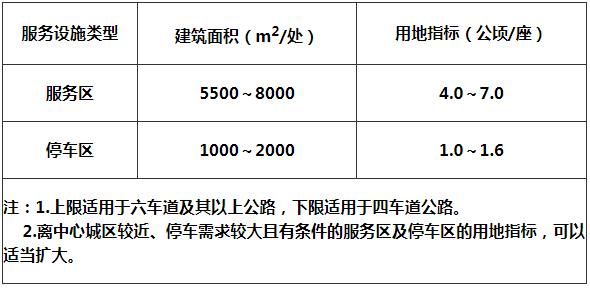 服务设施类型 建筑面积（m²/处） 用地指标（公顷/座）
服务区 5500～8000 4.0～7.0
停车区 1000～2000 1.0～1.6
注：1.上限适用于六车道及其以上公路，下限适用于四车道公路。
2.离中心城区较近、停车需求较大且有条件的服务区及停车区的用地指标，可以
适当扩大。